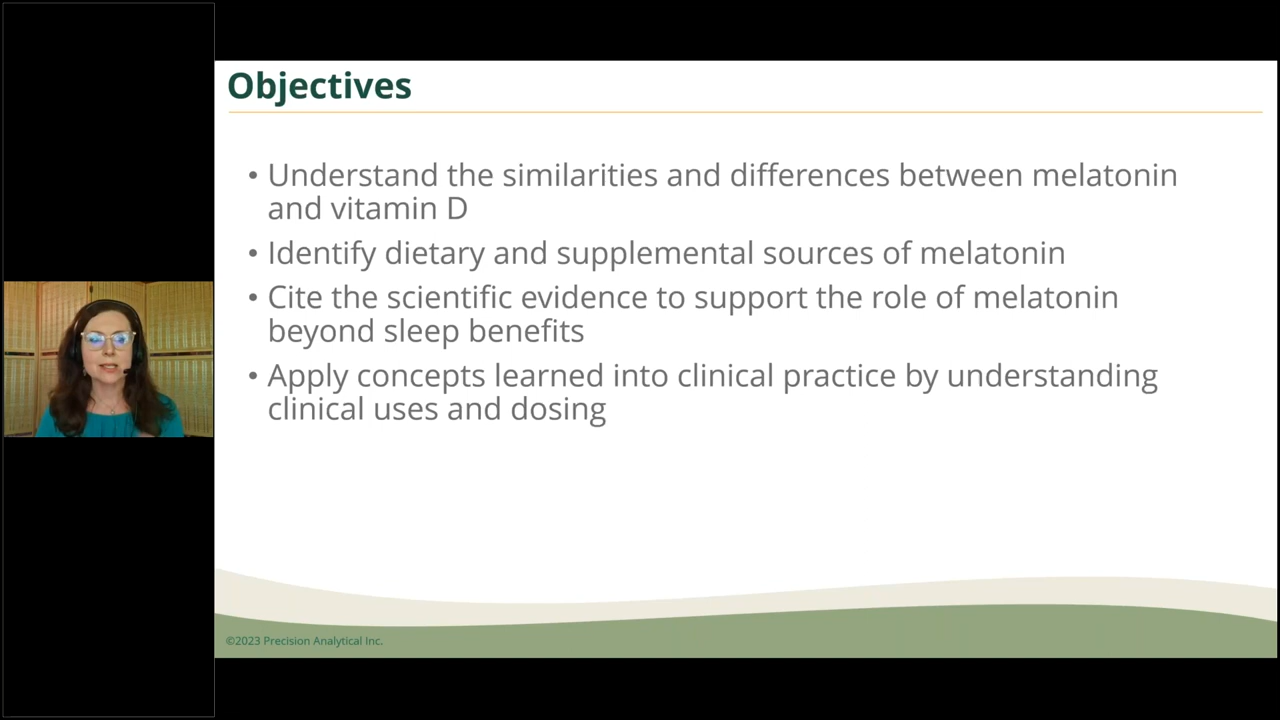 Objectives
• Understand the similarities and differences between melatonin
and vitamin D
• Identify dietary and supplemental sources of melatonin
• Cite the scientific evidence to support the role of melatonin
beyond sleep benefits
• Apply concepts learned into clinical practice by understanding
clinical uses and dosing
©2023 Precision Analytical Inc.